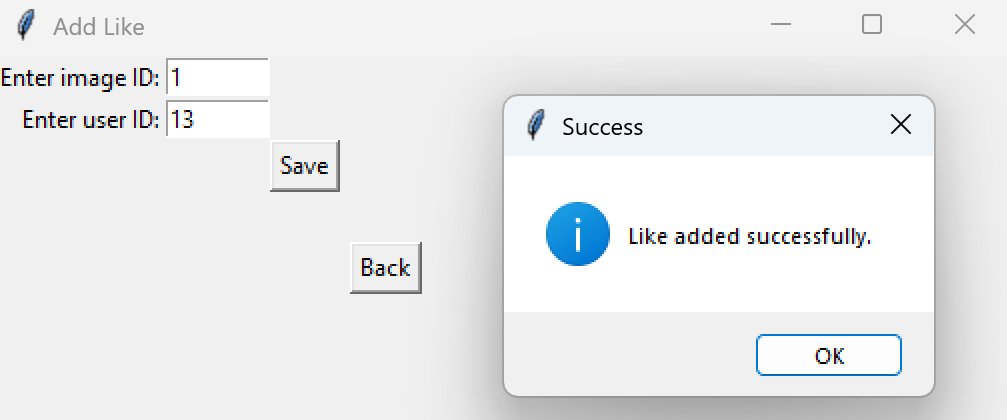 Add Like
Enter image ID: 1
Enter user ID: 13
Save
Back
Success
Like added successfully.
OK